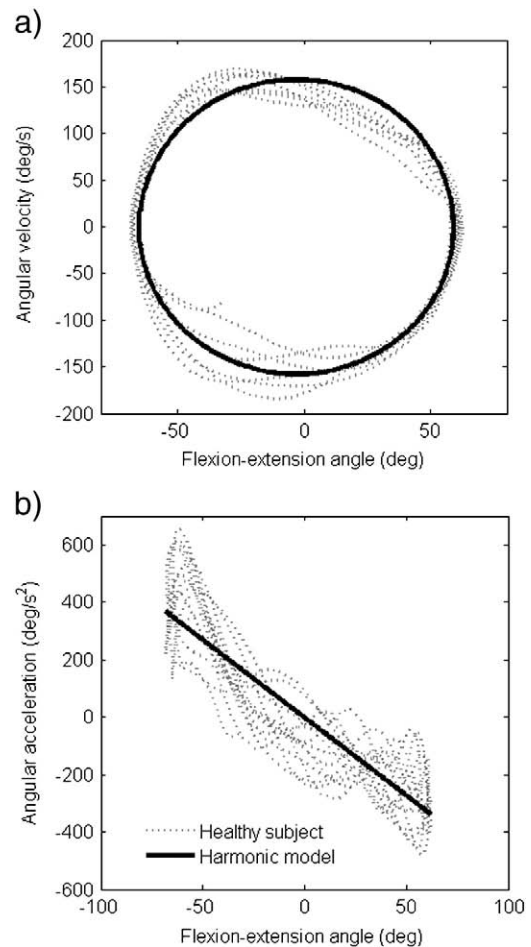 a)
200
150
100
50
0
-50
-100
-150
-200
Angular velocity (deg/s)
-50 0 50
Flexion-extension angle (deg)
b)
600
400
200
0
-200
-400
-600
Angular acceleration (deg/s²)
Healthy subject
Harmonic model
-100 -50 0 50 100
Flexion-extension angle (deg)